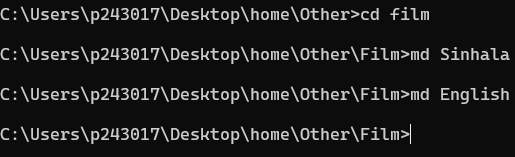 C:\Users\p243017\Desktop\home\Other>cd film
C:\Users\p243017\Desktop\home\Other\Film>md Sinhala
C:\Users\p243017\Desktop\home\Other\Film>md English
C:\Users\p243017\Desktop\home\Other\Film>